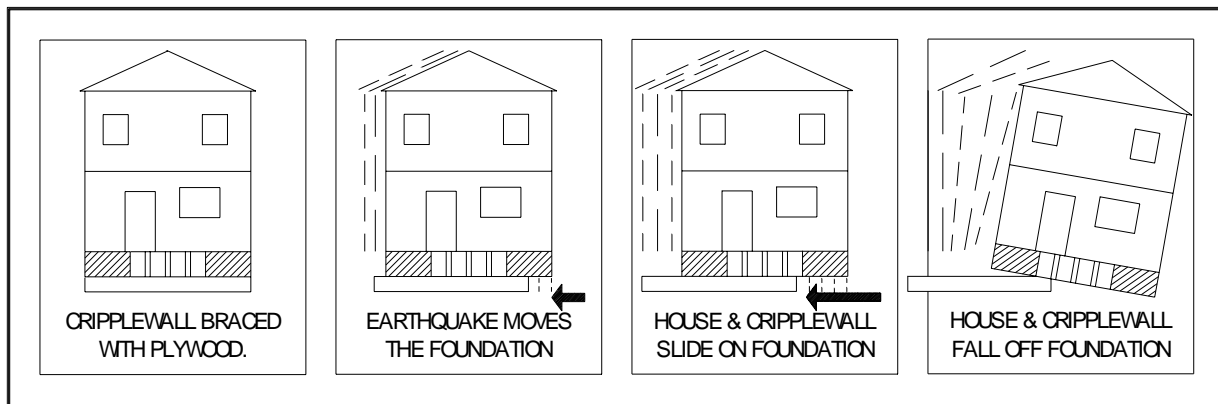 CRIPPLEWALL BRACED
WITH PLYWOOD.
EARTHQUAKE MOVES
THE FOUNDATION
HOUSE & CRIPPLEWALL
SLIDE ON FOUNDATION
HOUSE & CRIPPLEWALL
FALL OFF FOUNDATION